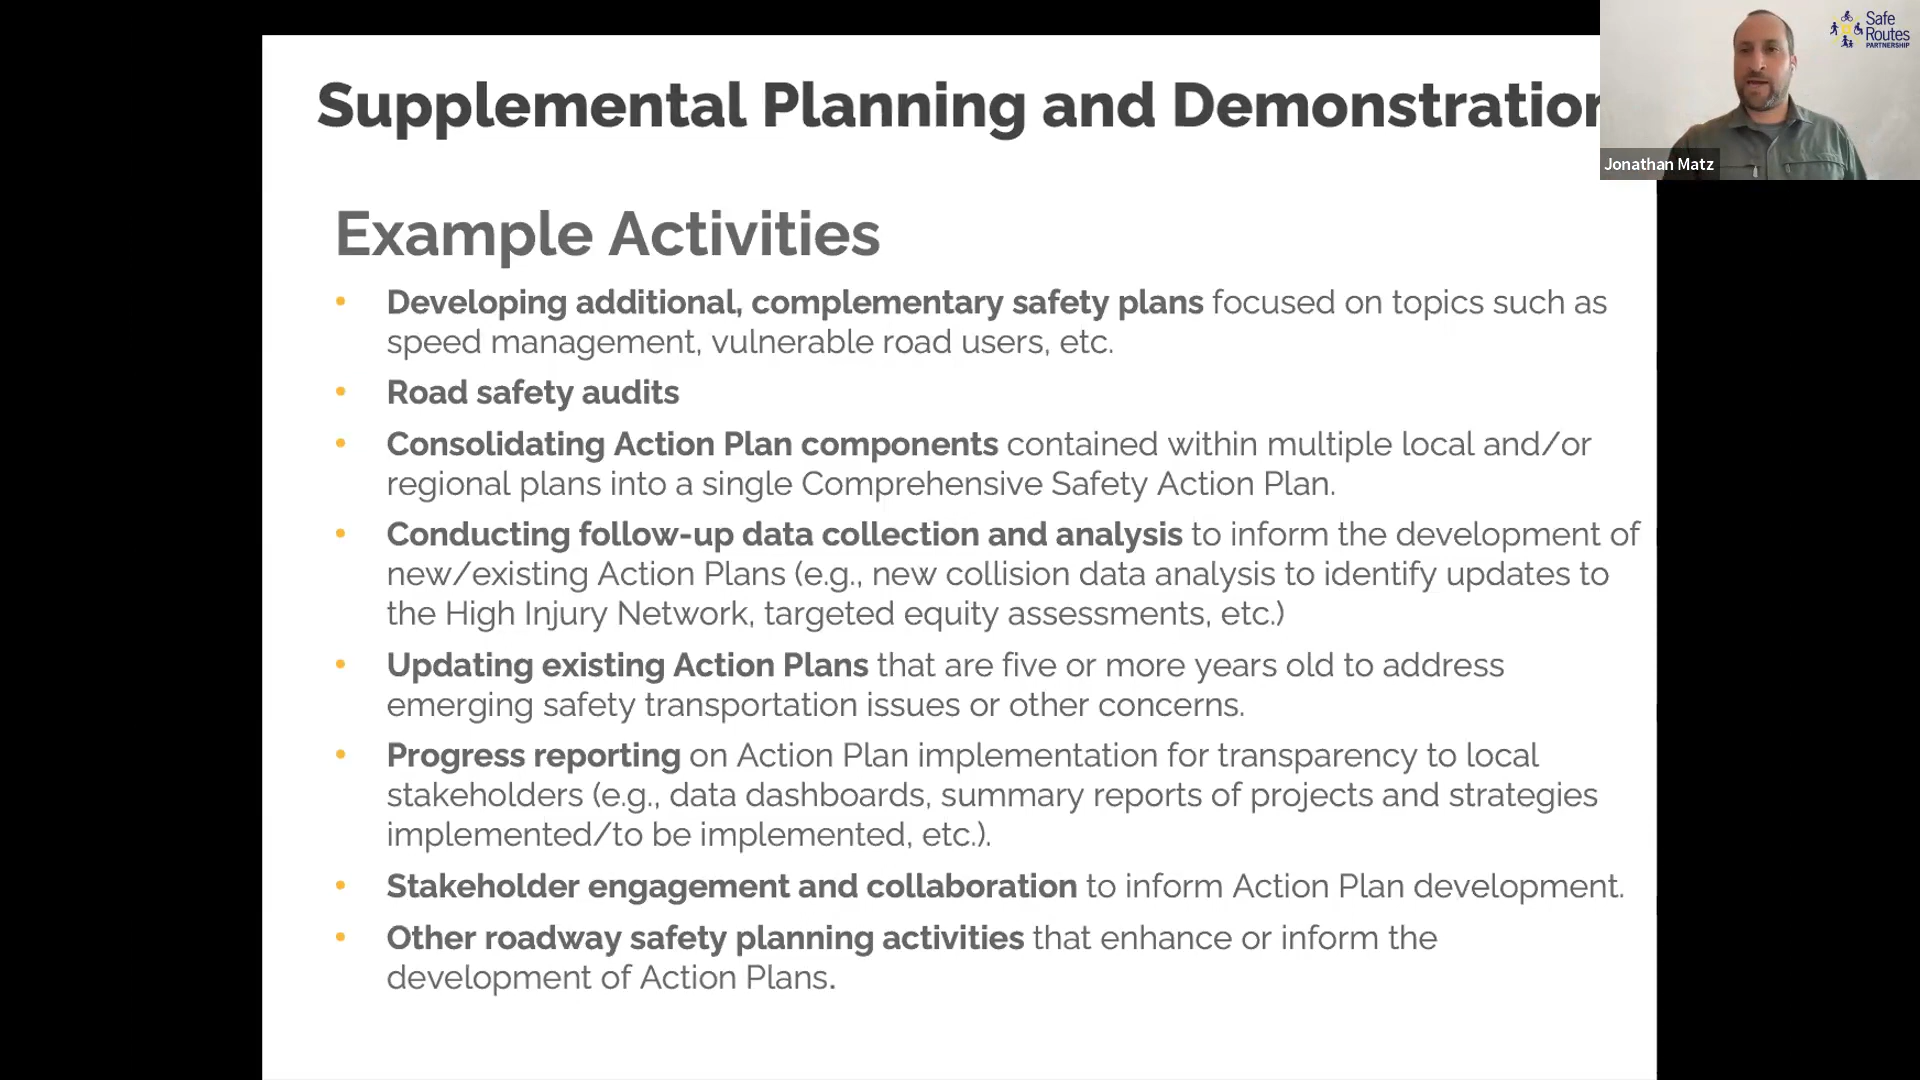 Supplemental Planning and Demonstration
Example Activities
• Developing additional, complementary safety plans focused on topics such as
speed management, vulnerable road users, etc.
• Road safety audits
• Consolidating Action Plan components contained within multiple local and/or
regional plans into a single Comprehensive Safety Action Plan.
• Conducting follow-up data collection and analysis to inform the development of
new/existing Action Plans (e.g., new collision data analysis to identify updates to
the High Injury Network, targeted equity assessments, etc.)
• Updating existing Action Plans that are five or more years old to address
emerging safety transportation issues or other concerns.
• Progress reporting on Action Plan implementation for transparency to local
stakeholders (e.g., data dashboards, summary reports of projects and strategies
implemented/to be implemented, etc.).
• Stakeholder engagement and collaboration to inform Action Plan development.
• Other roadway safety planning activities that enhance or inform the
development of Action Plans.
Safe
Routes
PARTNERSHIP
Jonathan Matz